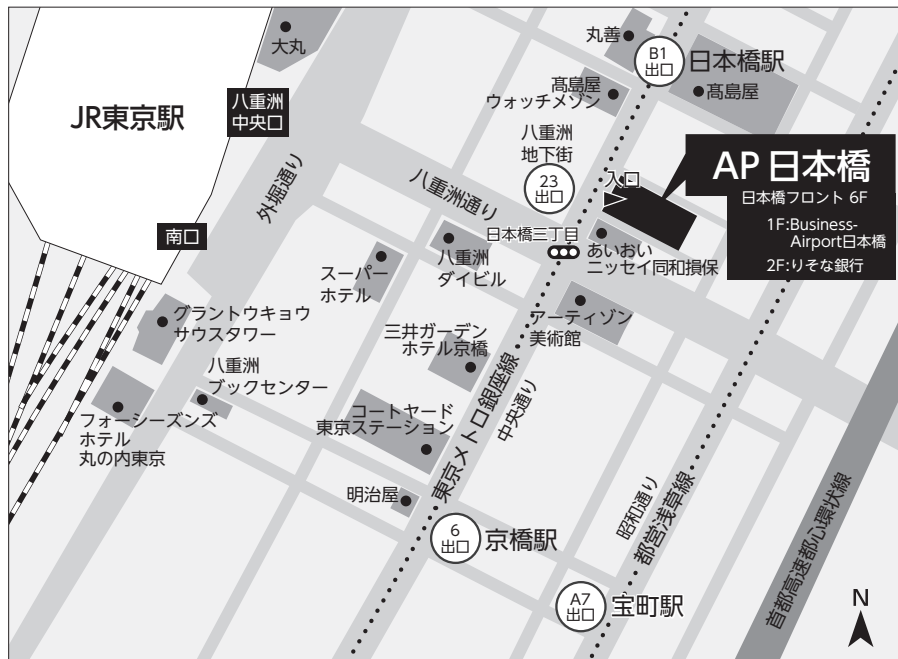 大丸
丸善
B1
出口
日本橋駅
髙島屋
ウォッチメゾン
髙島屋
JR東京駅
八重洲
中央口
八重洲
地下街
23
出口
入口
AP 日本橋
日本橋フロント 6F
1F:Business-
Airport日本橋
2F:りそな銀行
外堀通り
八重洲通り
南口
日本橋三丁目
あいおい
ニッセイ同和損保
スーパー
ホテル
八重洲
ダイビル
グラントウキョウ
サウスタワー
アーティゾン
美術館
三井ガーデン
ホテル京橋
八重洲
ブックセンター
フォーシーズンズ
ホテル
丸の内東京
コートヤード
東京ステーション
東京メトロ銀座線
中央通り
明治屋
6
出口
京橋駅
昭和通り
都営浅草線
首都高速都心環状線
A7
出口
宝町駅
N